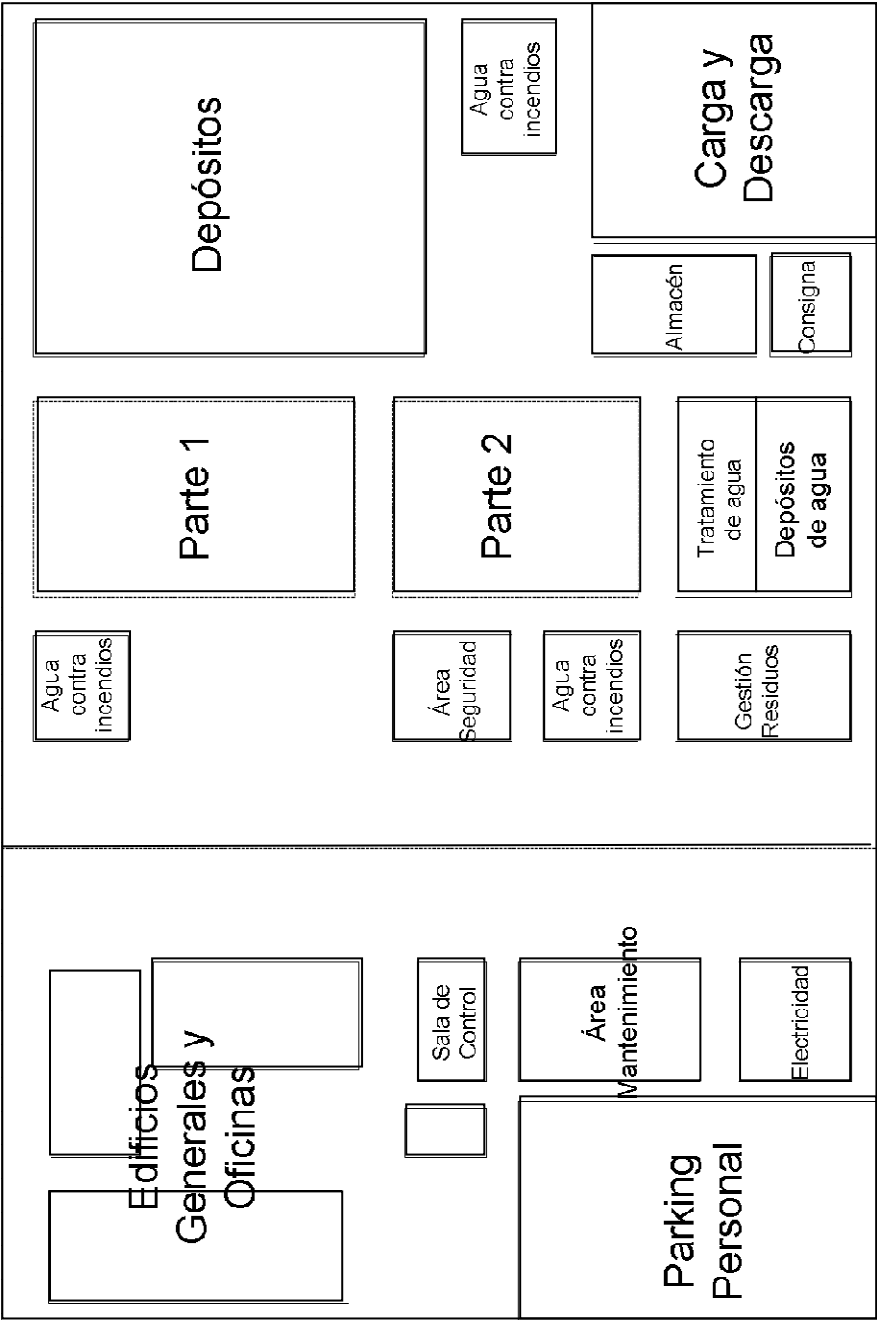 Edificios
Generales y
Oficinas
Agua
contra
incendios
Parte 1
Depósitos
Sala de
Control
Área
Seguridad
Parte 2
Agua
contra
incendios
Área
Mantenimiento
Agua
contra
incendios
Parking
Personal
Electricidad
Gestión
Residuos
Tratamiento
de agua
Depósitos
de agua
Almacén
Consigna
Carga y
Descarga